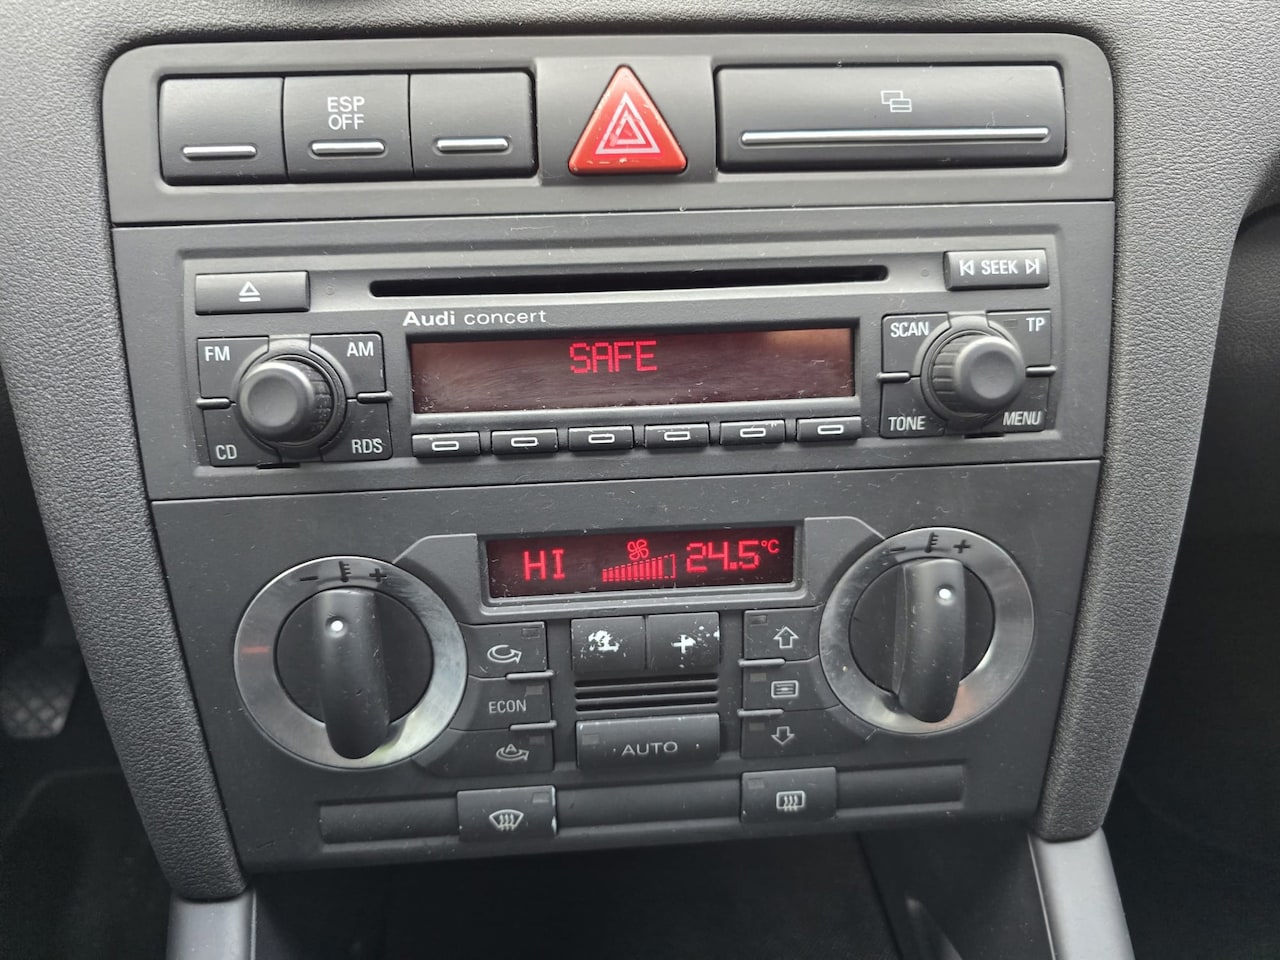 ESP
OFF
SEEK
Audi concert
FM
AM
SCAN
TP
SAFE
CD
RDS
TONE
MENU
HI
24.5°C
- +
- +
ECON
A
AUTO